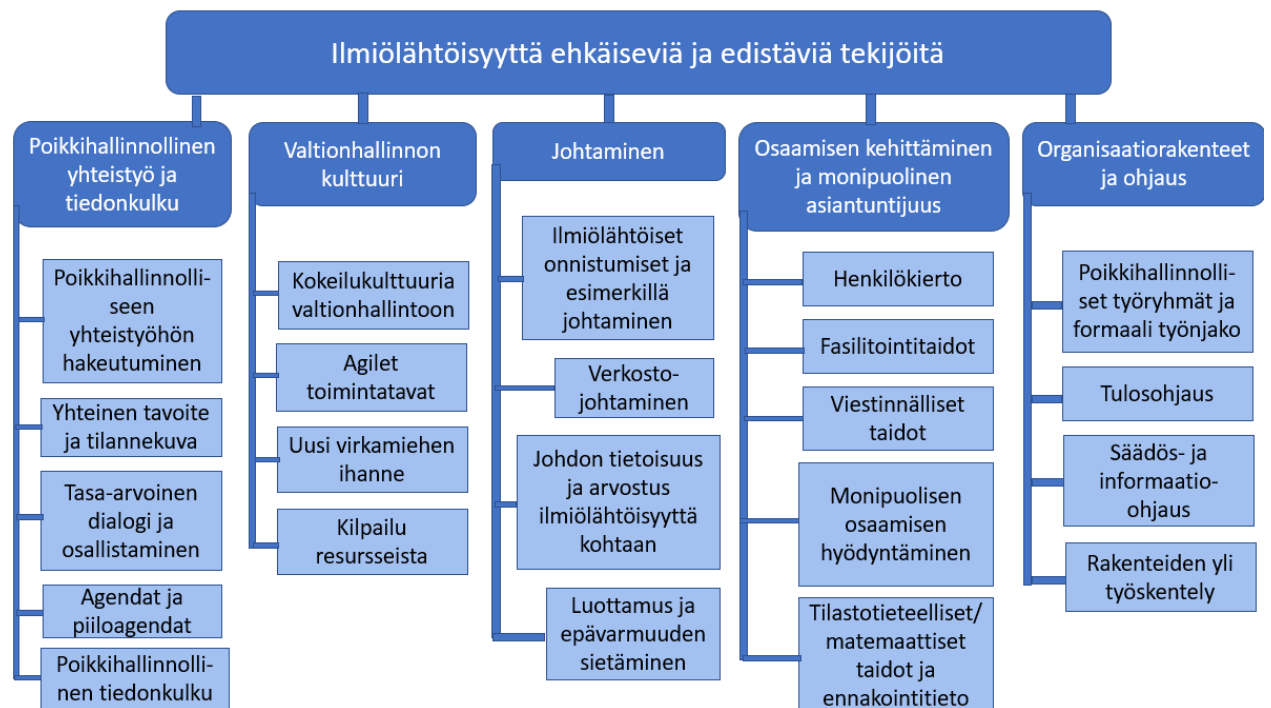 Ilmiölähtöisyyttä ehkäiseviä ja edistäviä tekijöitä
Poikkihallinnollinen
yhteistyö ja
tiedonkulku
Poikkihallinnolli-
seen
yhteistyöhön
hakeutuminen
Yhteinen tavoite
ja tilannekuva
Tasa-arvoinen
dialogi ja
osallistaminen
Agendat ja
piiloagendat
Poikkihallinnolli-
nen tiedonkulku
Valtionhallinnon
kulttuuri
Kokeilukulttuuria
valtionhallintoon
Agilet
toimintatavat
Uusi virkamiehen
ihanne
Kilpailu
resursseista
Johtaminen
Ilmiölähtöiset
onnistumiset ja
esimerkillä
johtaminen
Verkosto-
johtaminen
Johdon tietoisuus
ja arvostus
ilmiölähtöisyyttä
kohtaan
Luottamus ja
epävarmuuden
sietäminen
Osaamisen kehittäminen
ja monipuolinen
asiantuntijuus
Henkilökierto
Fasilitointitaidot
Viestinnälliset
taidot
Monipuolisen
osaamisen
hyödyntäminen
Tilastotieteelliset/
matemaattiset
taidot ja
ennakointitieto
Organisaatiorakenteet
ja ohjaus
Poikkihallinnolli-
set työryhmät ja
formaali työnjako
Tulosohjaus
Säädös- ja
informaatio-
ohjaus
Rakenteiden yli
työskentely